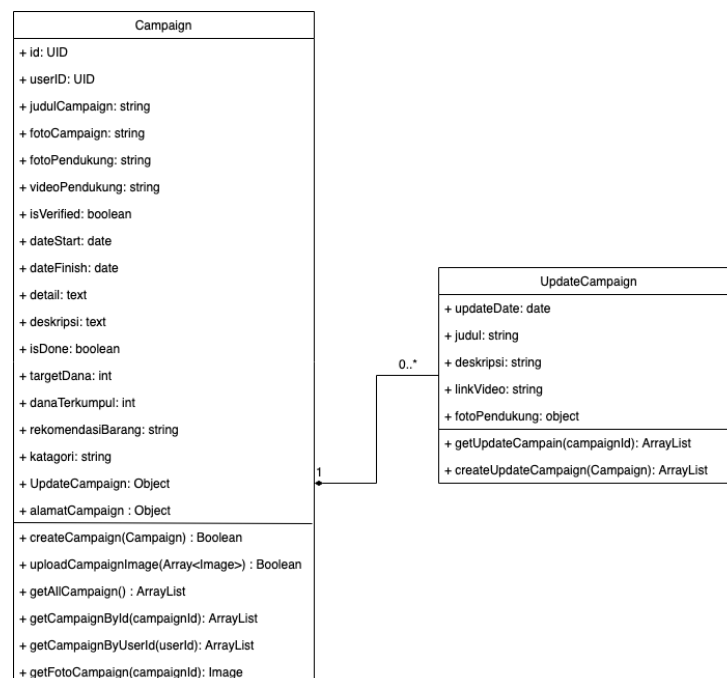 Campaign
+ id: UID
+ userID: UID
+ judulCampaign: string
+ fotoCampaign: string
+ fotoPendukung: string
+ videoPendukung: string
+ isVerified: boolean
+ dateStart: date
+ dateFinish: date
+ detail: text
+ deskripsi: text
+ isDone: boolean
+ targetDana: int
+ danaTerkumpul: int
+ rekomendasiBarang: string
+ katagori: string
+ UpdateCampaign: Object
+ alamatCampaign : Object
+ createCampaign(Campaign) : Boolean
+ uploadCampaignImage(Array<Image>) : Boolean
+ getAllCampaign() : ArrayList
+ getCampaignById(campaignId): ArrayList
+ getCampaignByUserId(userId): ArrayList
+ getFotoCampaign(campaignId): Image
1
0..*
UpdateCampaign
+ updateDate: date
+ judul: string
+ deskripsi: string
+ linkVideo: string
+ fotoPendukung: object
+ getUpdateCampain(campaignId): ArrayList
+ createUpdateCampaign(Campaign): ArrayList